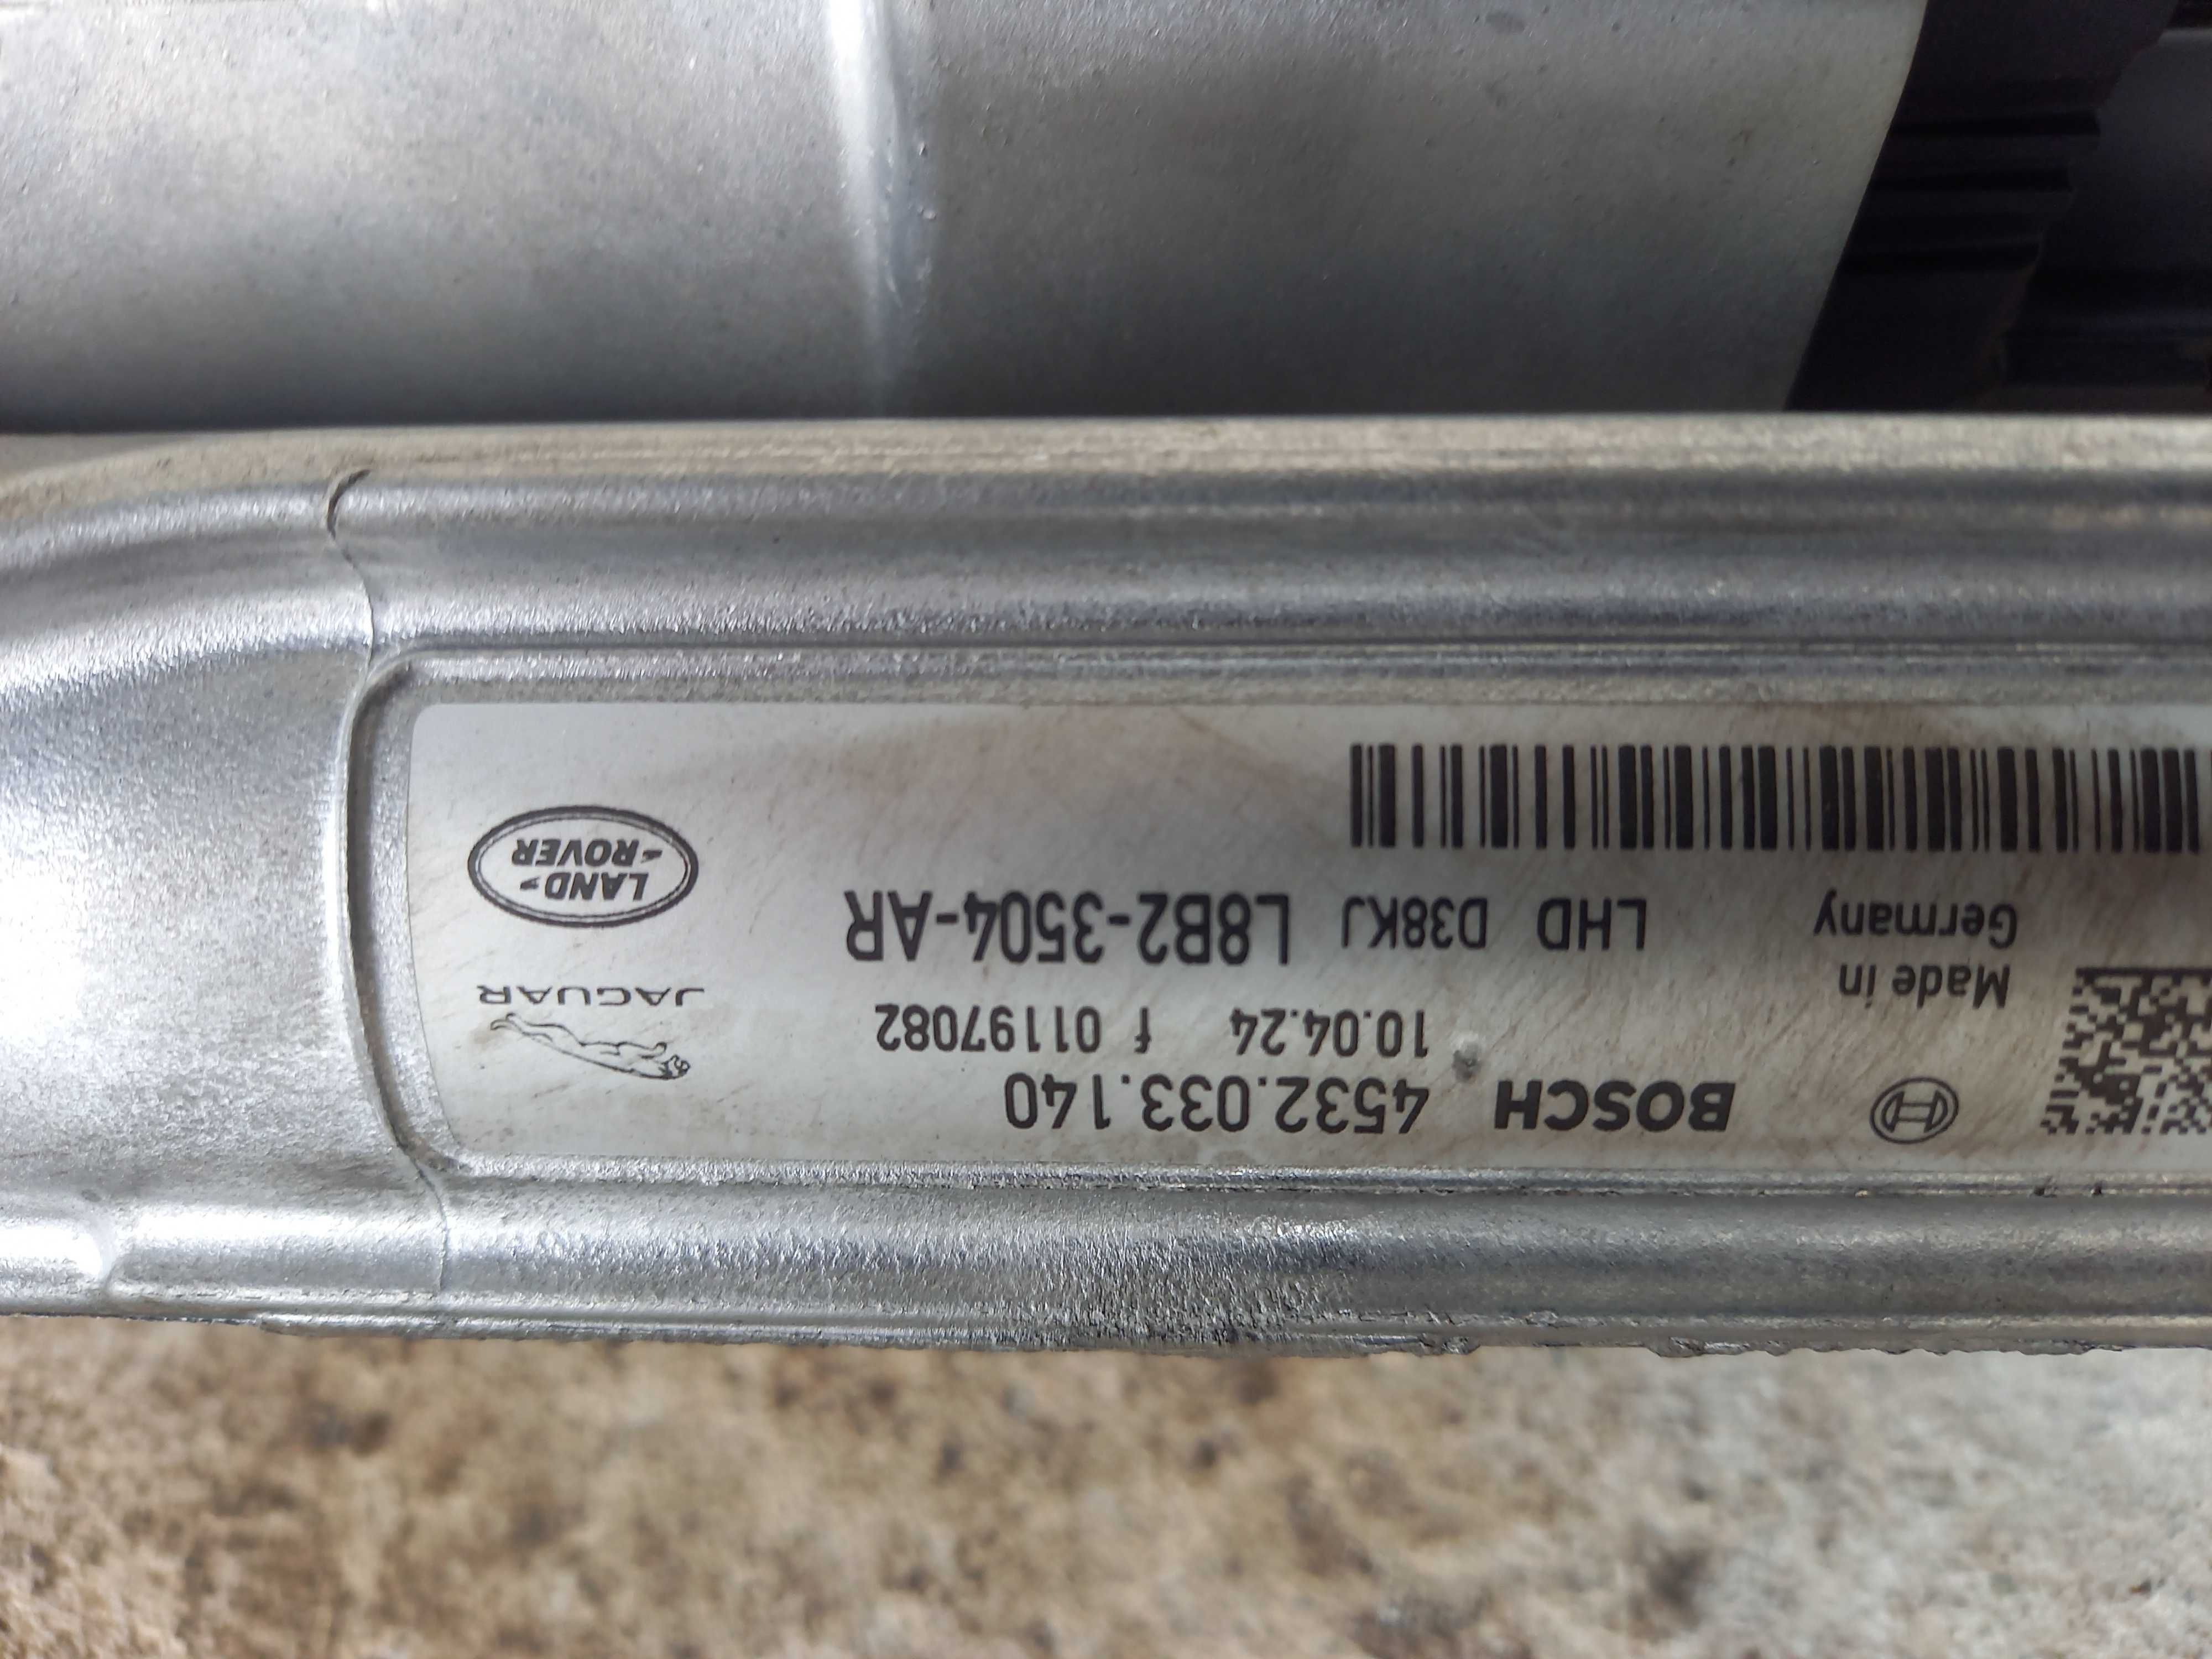 BOSCH 4532.033.140
10.04.24 f 01197082
Made in
Germany
LHD D38KJ L8B2-3504-AR
JAGUAR
LAND
ROVER